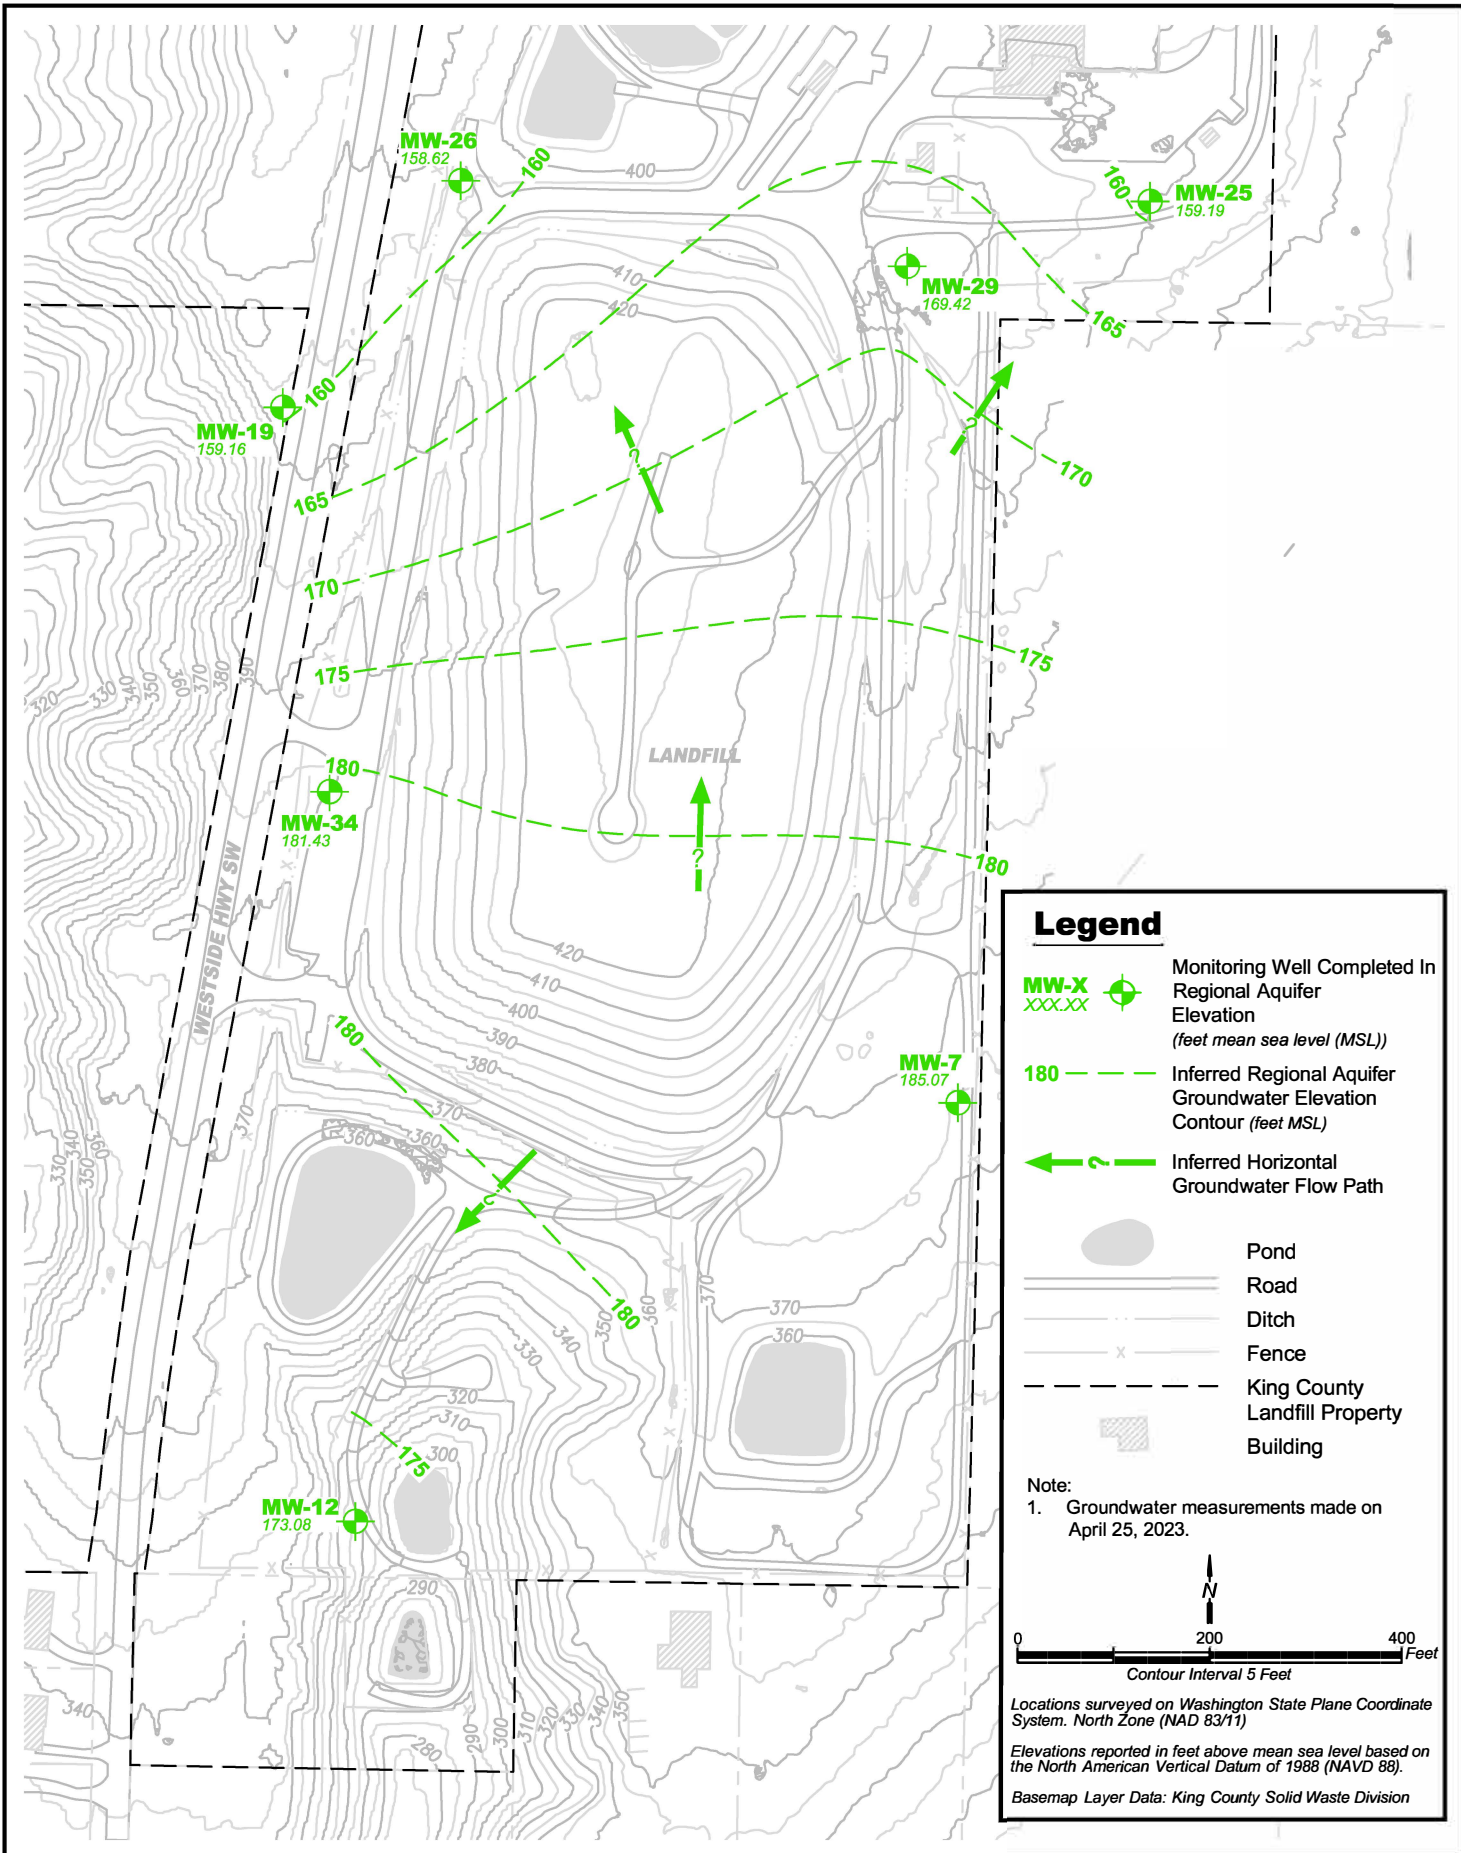 MW-26
158.62
160
400
160
MW-25
159.19
410
420
MW-29
169.42
165
160
MW-19
159.16
165
170
170
175
175
320
330
340
350
360
370
380
390
LANDFILL
180
MW-34
181.43
180
WESTSIDE HWY SW
420
410
400
390
380
370
360
180
MW-7
185.07
370
360
330
340
350
360
370
360
350
340
330
320
310
300
180
370
360
175
MW-12
173.08
290
340
280
290
300
310
320
330
340
350
?
?
?
?
Legend
MW-X
XXX.XX
Monitoring Well Completed In
Regional Aquifer
Elevation
(feet mean sea level (MSL))
180
Inferred Regional Aquifer
Groundwater Elevation
Contour (feet MSL)
?
Inferred Horizontal
Groundwater Flow Path
Pond
Road
Ditch
x
Fence
King County
Landfill Property
Building
Note:
1. Groundwater measurements made on
April 25, 2023.
N
0 200 400
Feet
Contour Interval 5 Feet
Locations surveyed on Washington State Plane Coordinate
System. North Zone (NAD 83/11)
Elevations reported in feet above mean sea level based on
the North American Vertical Datum of 1988 (NAVD 88).
Basemap Layer Data: King County Solid Waste Division